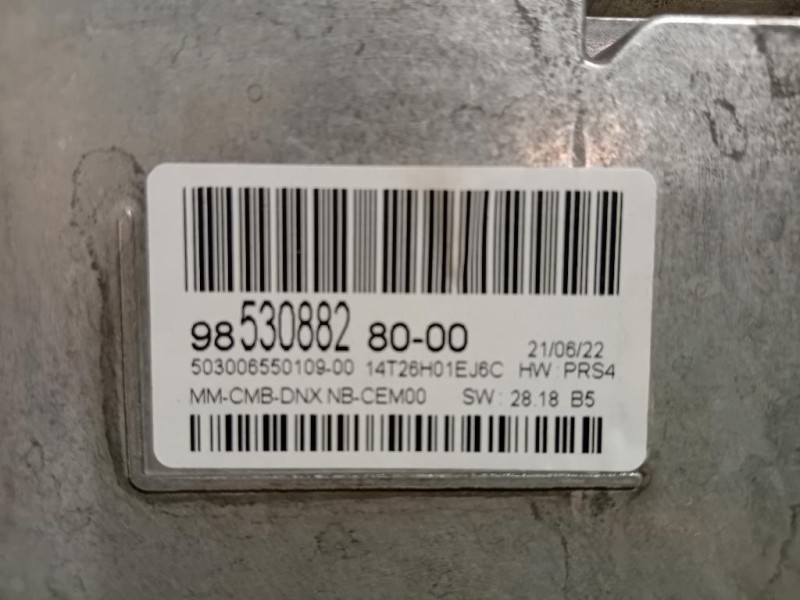 98 530882 80-00 21/06/22
503006550109-00 14T26H01EJ6C HW:PRS4
MM-CMB-DNX NB-CEM00 SW: 28.18 B5